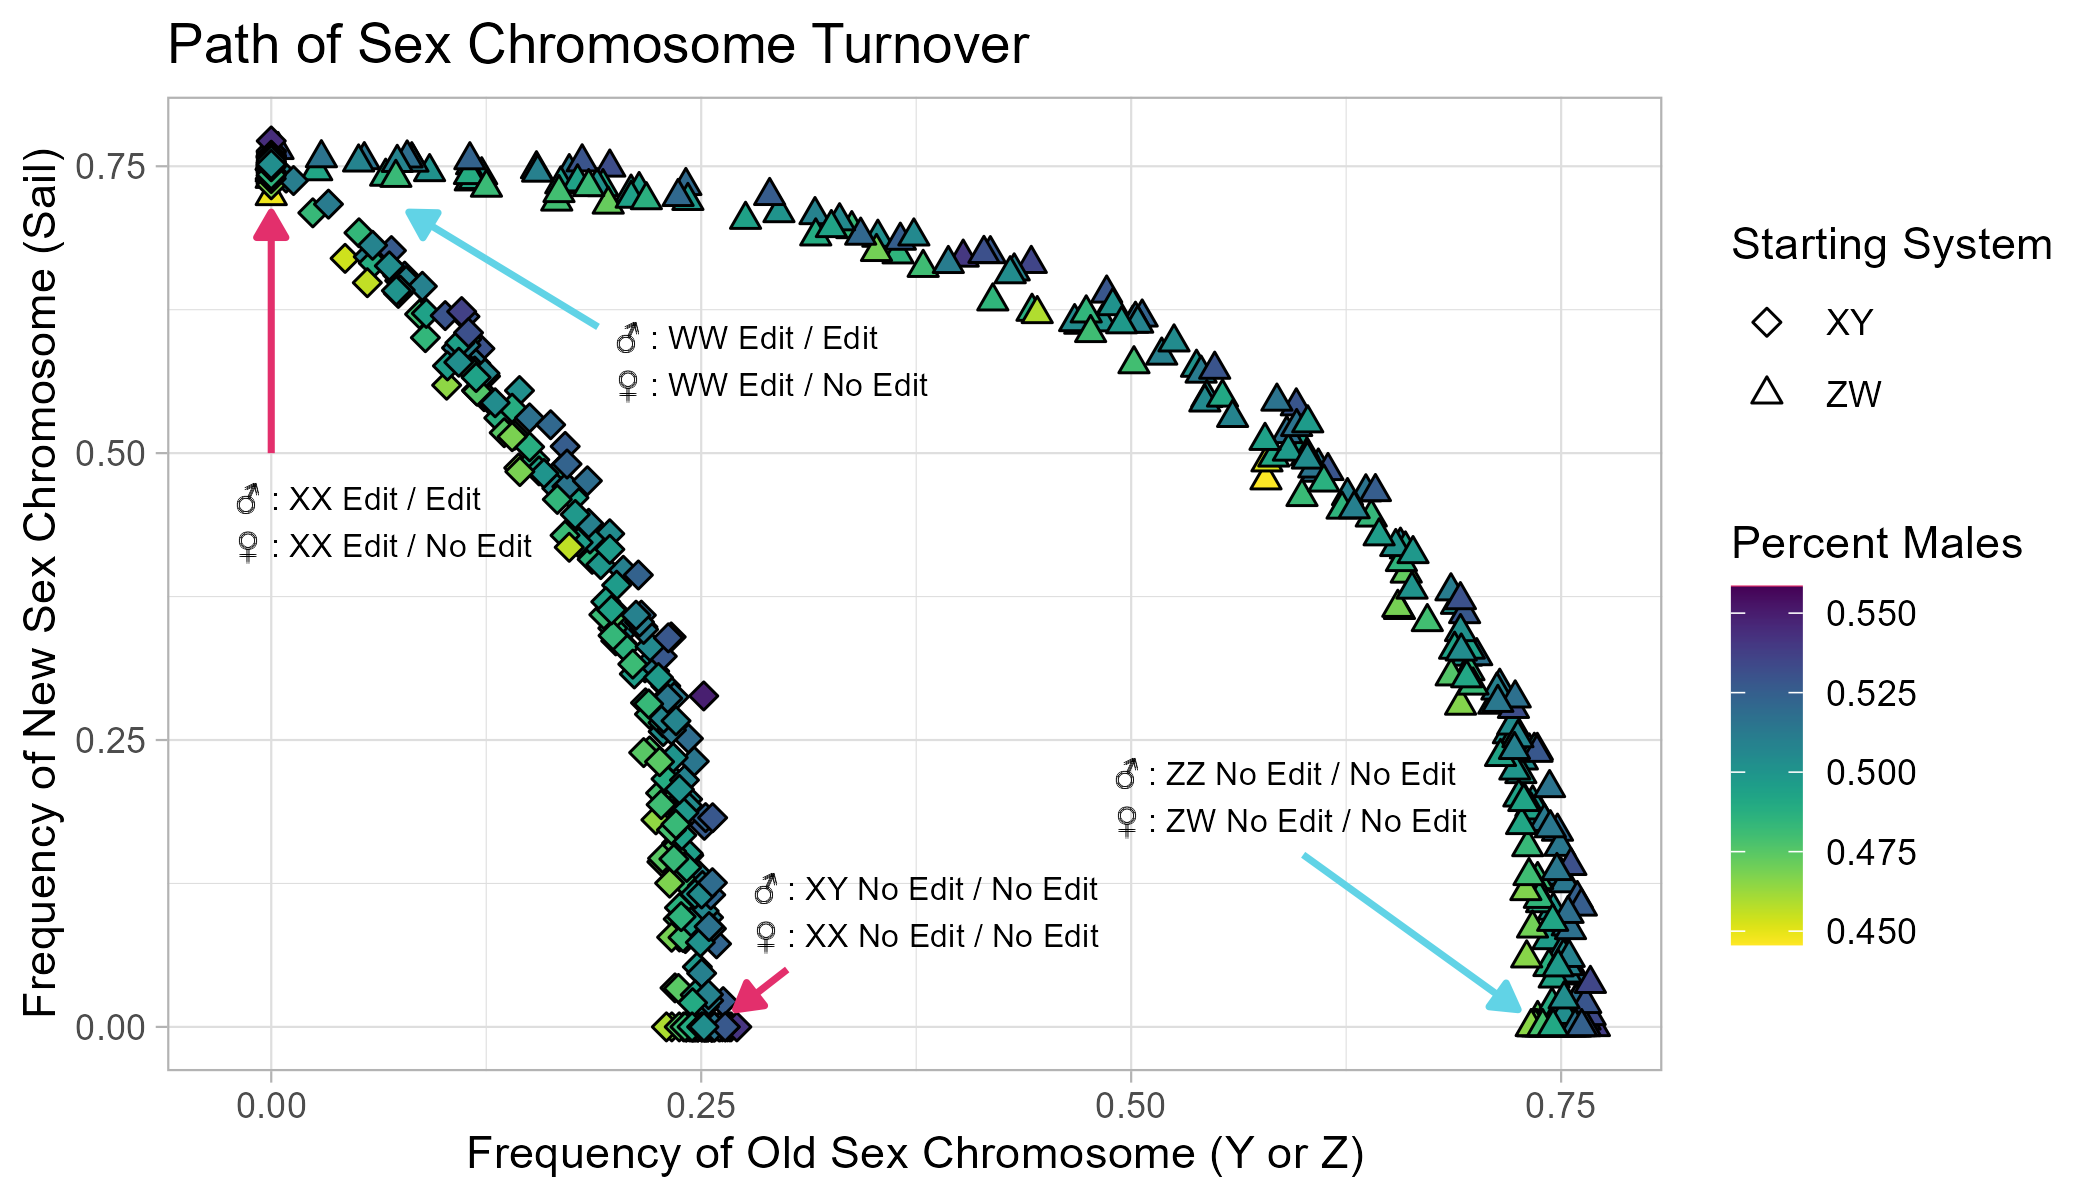 Path of Sex Chromosome Turnover
Frequency of New Sex Chromosome (Sail)
0.75
0.50
0.25
0.00
♂ : WW Edit / Edit
♀ : WW Edit / No Edit
♂ : XX Edit / Edit
♀ : XX Edit / No Edit
♂ : ZZ No Edit / No Edit
♀ : ZW No Edit / No Edit
♂ : XY No Edit / No Edit
♀ : XX No Edit / No Edit
0.00 0.25 0.50 0.75
Frequency of Old Sex Chromosome (Y or Z)
Starting System
XY
ZW
Percent Males
0.550
0.525
0.500
0.475
0.450